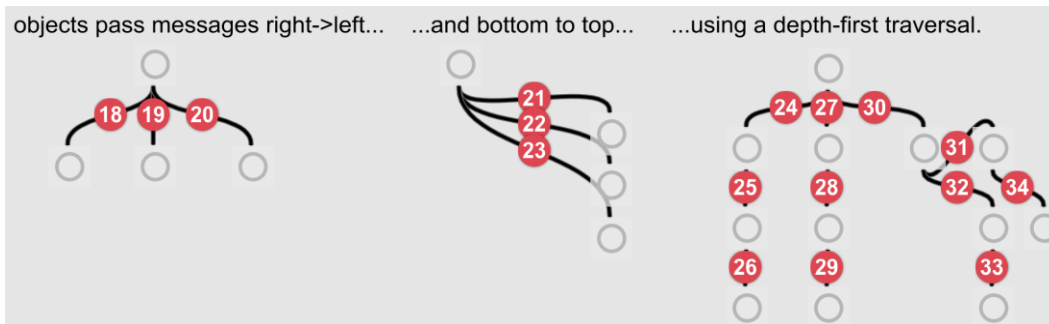 objects pass messages right->left...
...and bottom to top...
...using a depth-first traversal.
18 19 20
21
22
23
24 27 30
31
25 28 32 34
26 29 33